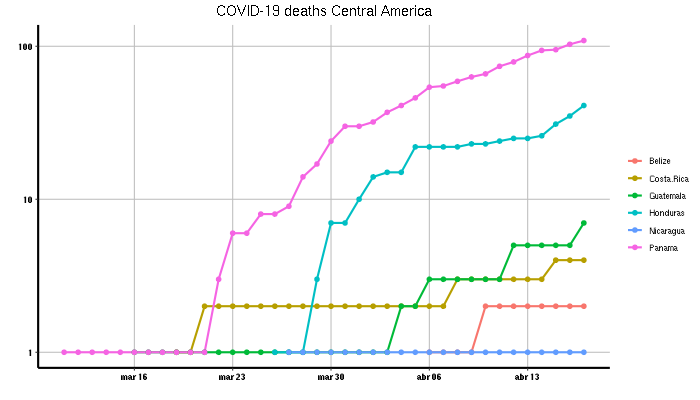 COVID-19 deaths Central America
100
10
1
mar 16 mar 23 mar 30 abr 06 abr 13
Belize
Costa.Rica
Guatemala
Honduras
Nicaragua
Panama